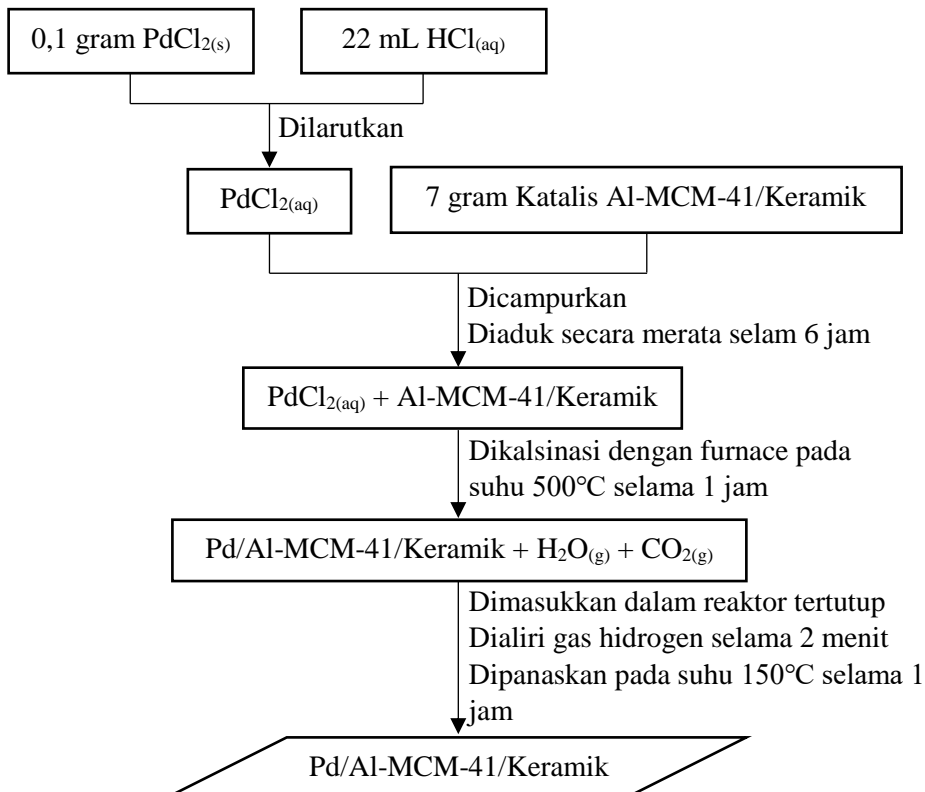 0,1 gram PdCl2(s)
22 mL HCl(aq)
Dilarutkan
PdCl2(aq)
7 gram Katalis Al-MCM-41/Keramik
Dicampurkan
Diaduk secara merata selam 6 jam
PdCl2(aq) + Al-MCM-41/Keramik
Dikalsinasi dengan furnace pada
suhu 500°C selama 1 jam
Pd/Al-MCM-41/Keramik + H2O(g) + CO2(g)
Dimasukkan dalam reaktor tertutup
Dialiri gas hidrogen selama 2 menit
Dipanaskan pada suhu 150°C selama 1
jam
Pd/Al-MCM-41/Keramik